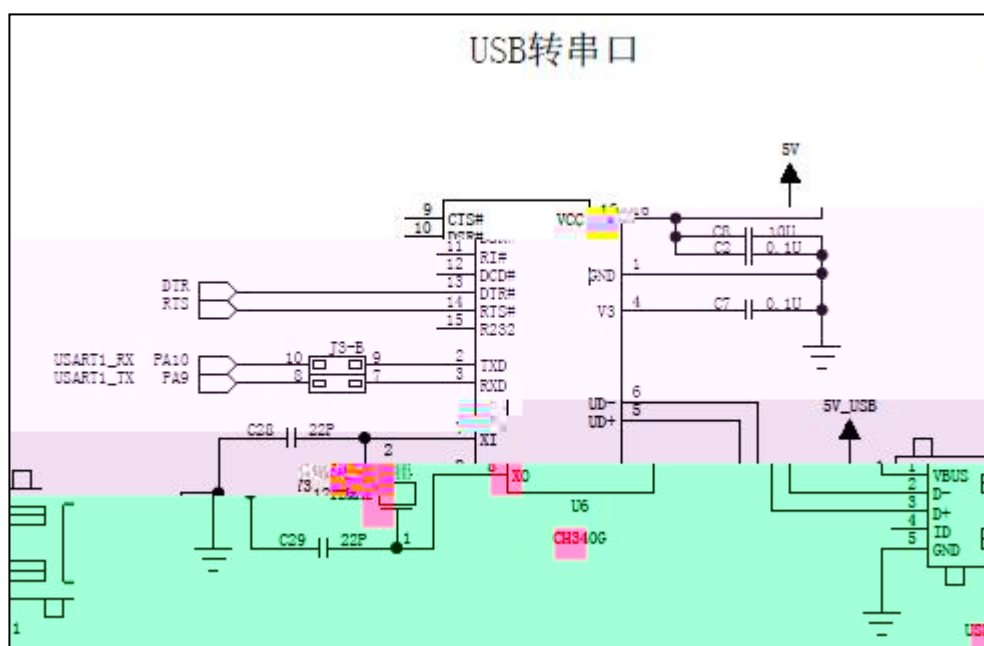 USB转串口
5V
9 CTS# VCC
10 DSR#
C8 10U
11 RI# C2 0.1U
12 DCD# GND 1
DTR 13 DTR#
RTS 14 RTS# V3 4 C7 0.1U
15 R232
J3-B
USART1_RX PA10 10 9 2 TXD
USART1_TX PA9 8 7 3 RXD
UD- 6
UD+ 5 5V_USB
C28 22P XI
2
XO 1 VBUS
2 D-
U6 3 D+
C29 22P 1 CH340G 4 ID
5 GND
1